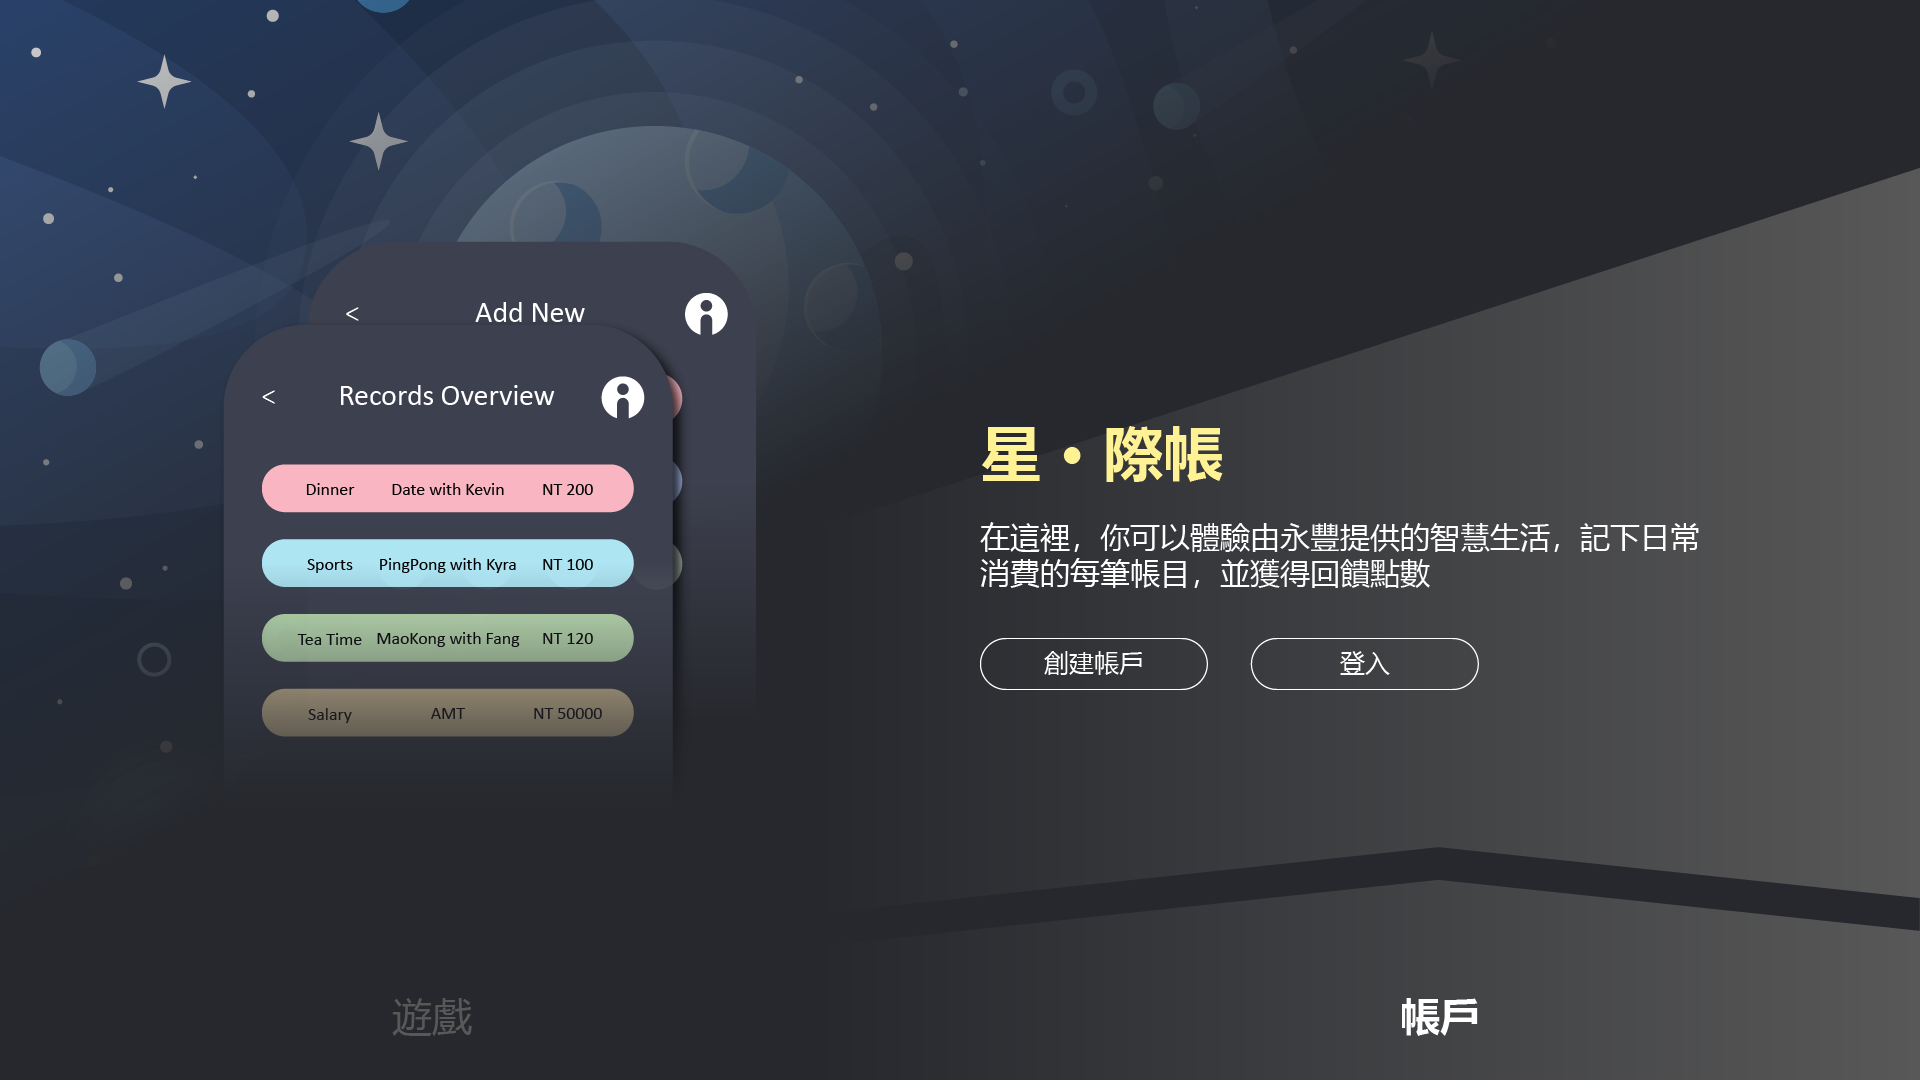 < Add New
< Records Overview
Dinner Date with Kevin NT 200
Sports PingPong with Kyra NT 100
Tea Time MaoKong with Fang NT 120
Salary AMT NT 50000
星・際帳
在這裡，你可以體驗由永豐提供的智慧生活，記下日常
消費的每筆帳目，並獲得回饋點數
創建帳戶 登入
遊戲 帳戶